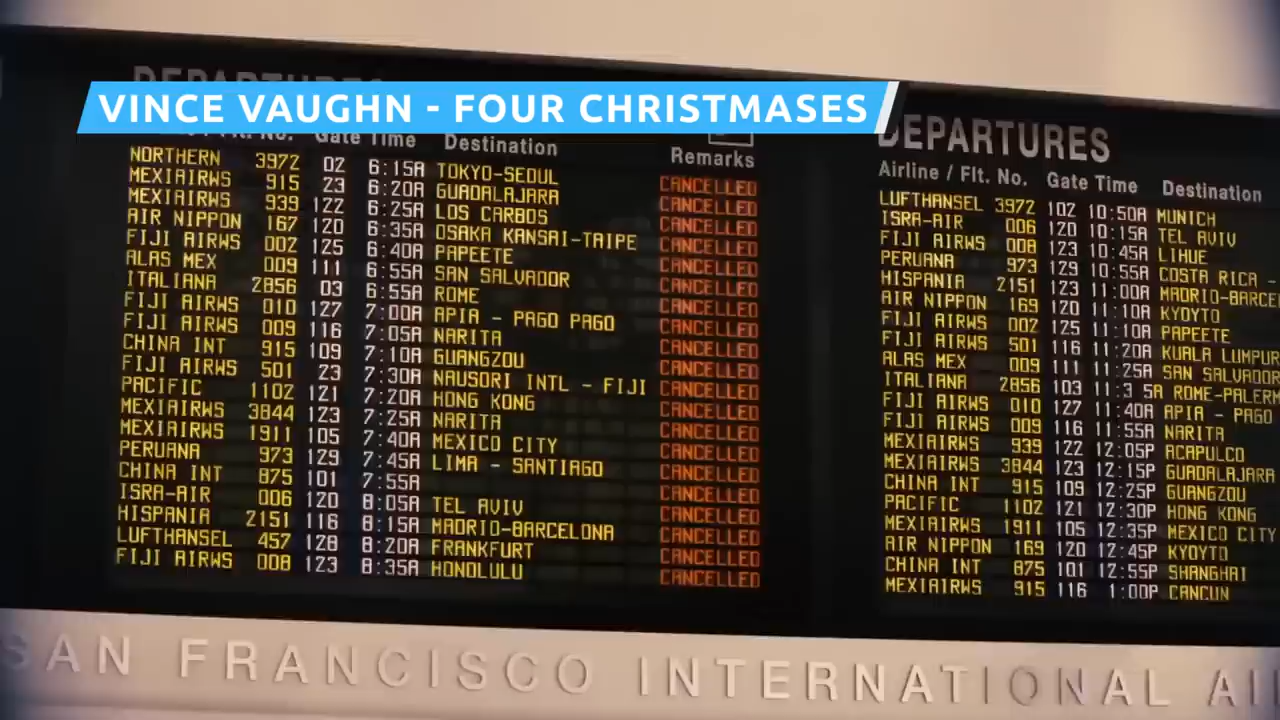 VINCE VAUGHN - FOUR CHRISTMASES
DEPARTURES
Flt. No. Gate Time Destination Remarks
NORTHERN 3972 02 6:15A TOKYO-SEOUL CANCELLED
MEXIAIRWS 915 23 6:20A GUADALAJARA CANCELLED
MEXIAIRWS 939 122 6:25A LOS CARBOS CANCELLED
AIR NIPPON 167 120 6:35A OSAKA KANSAI-TAIPE CANCELLED
FIJI AIRWS 002 125 6:40A PAPEETE CANCELLED
ALAS MEX 009 111 6:55A SAN SALVADOR CANCELLED
ITALIANA 2856 03 6:55A ROME CANCELLED
FIJI AIRWS 010 127 7:00A APIA - PAGO PAGO CANCELLED
FIJI AIRWS 009 116 7:05A NARITA CANCELLED
CHINA INT 915 109 7:10A GUANGZOU CANCELLED
FIJI AIRWS 501 23 7:30A NAUSORI INTL - FIJI CANCELLED
PACIFIC 1102 121 7:20A HONG KONG CANCELLED
MEXIAIRWS 3844 123 7:25A NARITA CANCELLED
MEXIAIRWS 1911 105 7:40A MEXICO CITY CANCELLED
PERUANA 973 129 7:45A LIMA - SANTIAGO CANCELLED
CHINA INT 875 101 7:55A CANCELLED
ISRA-AIR 006 120 8:05A TEL AVIV CANCELLED
HISPANIA 2151 116 8:15A MADRID-BARCELONA CANCELLED
LUFTHANSEL 457 128 8:20A FRANKFURT CANCELLED
FIJI AIRWS 008 123 8:35A HONOLULU CANCELLED
DEPARTURES
Airline / Flt. No. Gate Time Destination
LUFTHANSEL 3972 102 10:50A MUNICH
ISRA-AIR 006 120 10:15A TEL AVIV
FIJI AIRWS 008 123 10:45A LIHUE
PERUANA 973 129 10:55A COSTA RICA -
HISPANIA 2151 123 11:00A MADRID-BARCE
AIR NIPPON 169 120 11:10A KYOYTO
FIJI AIRWS 002 125 11:10A PAPEETE
FIJI AIRWS 501 116 11:20A KUALA LUMPUR
ALAS MEX 009 111 11:25A SAN SALVADOR
ITALIANA 2856 103 11:3 5A ROME-PALERM
FIJI AIRWS 010 127 11:40A APIA - PAGO
FIJI AIRWS 009 116 11:55A NARITA
MEXIAIRWS 939 122 12:05P ACAPULCO
MEXIAIRWS 3844 123 12:15P GUADALAJARA
CHINA INT 915 109 12:25P GUANGZOU
PACIFIC 1102 121 12:30P HONG KONG
MEXIAIRWS 1911 105 12:35P MEXICO CITY
AIR NIPPON 169 120 12:45P KYOYTO
CHINA INT 875 101 12:55P SHANGHAI
MEXIAIRWS 915 116 1:00P CANCUN
SAN FRANCISCO INTERNATIONAL AI